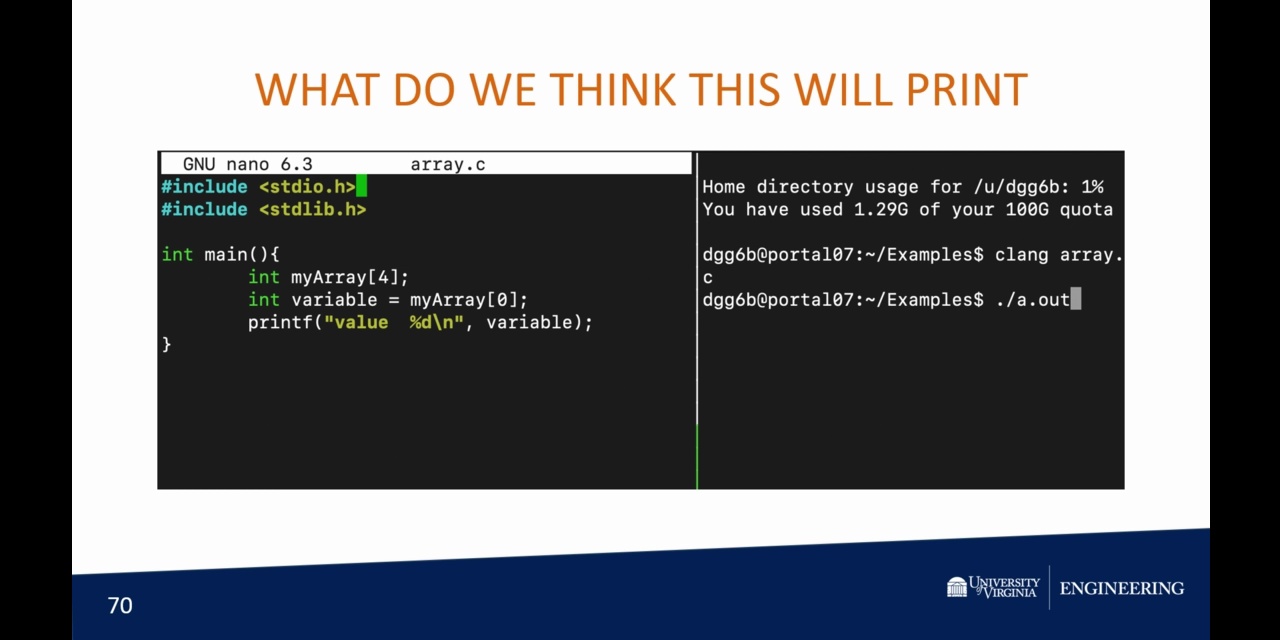 WHAT DO WE THINK THIS WILL PRINT
GNU nano 6.3 array.c
#include <stdio.h>
#include <stdlib.h>
int main(){
int myArray[4];
int variable = myArray[0];
printf("value  %d\n", variable);
}
Home directory usage for /u/dgg6b: 1%
You have used 1.29G of your 100G quota
dgg6b@portal07:~/Examples$ clang array.
c
dgg6b@portal07:~/Examples$ ./a.out
70
UNIVERSITY
of VIRGINIA
ENGINEERING